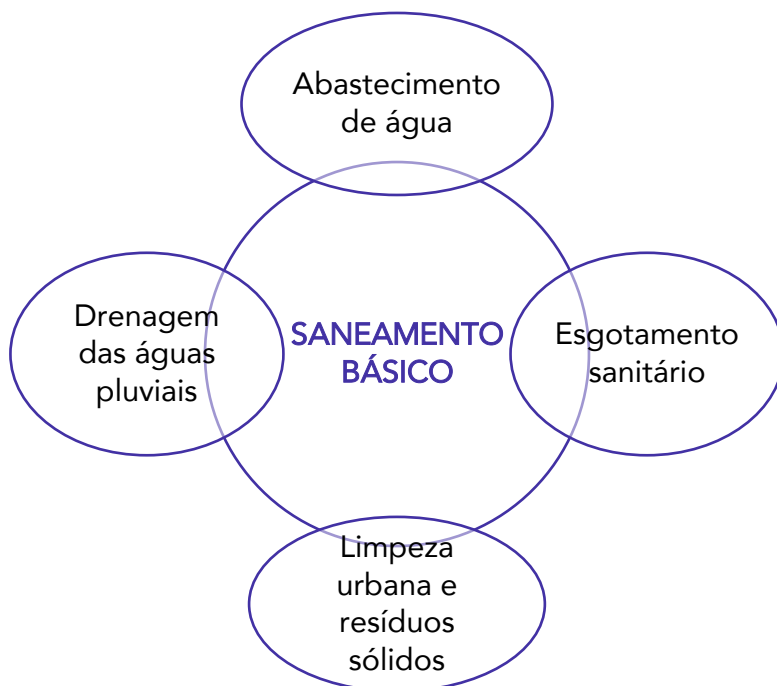 Abastecimento
de água
Drenagem
das águas
pluviais
SANEAMENTO
BÁSICO
Esgotamento
sanitário
Limpeza
urbana e
resíduos
sólidos